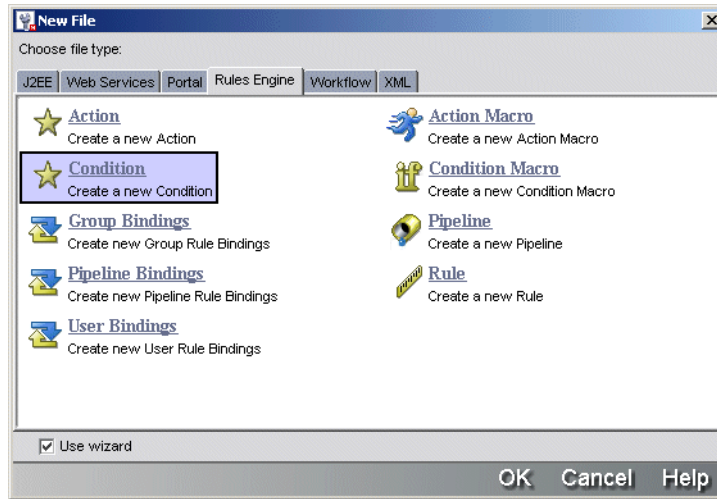 New File
Choose file type:
J2EE Web Services Portal Rules Engine Workflow XML
Action
Create a new Action
Condition
Create a new Condition
Group Bindings
Create new Group Rule Bindings
Pipeline Bindings
Create new Pipeline Rule Bindings
User Bindings
Create new User Rule Bindings
Action Macro
Create a new Action Macro
Condition Macro
Create a new Condition Macro
Pipeline
Create a new Pipeline
Rule
Create a new Rule
Use wizard
OK Cancel Help